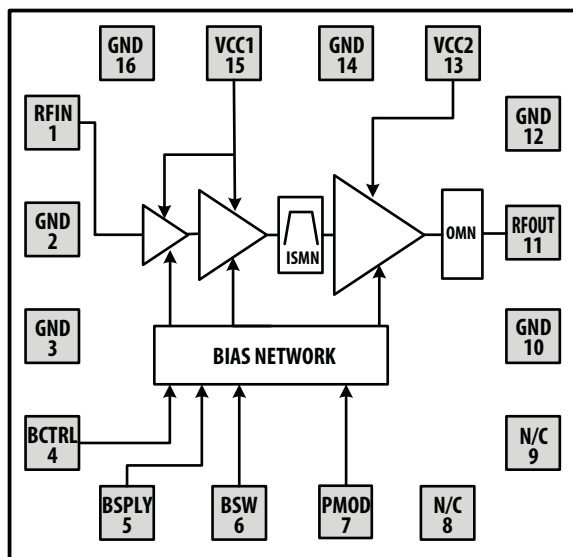 GND
16
VCC1
15
GND
14
VCC2
13
RFIN
1
GND
12
GND
2
ISMN
OMN
RFOUT
11
GND
3
BIAS NETWORK
GND
10
BCTRL
4
N/C
9
BSPLY
5
BSW
6
PMOD
7
N/C
8